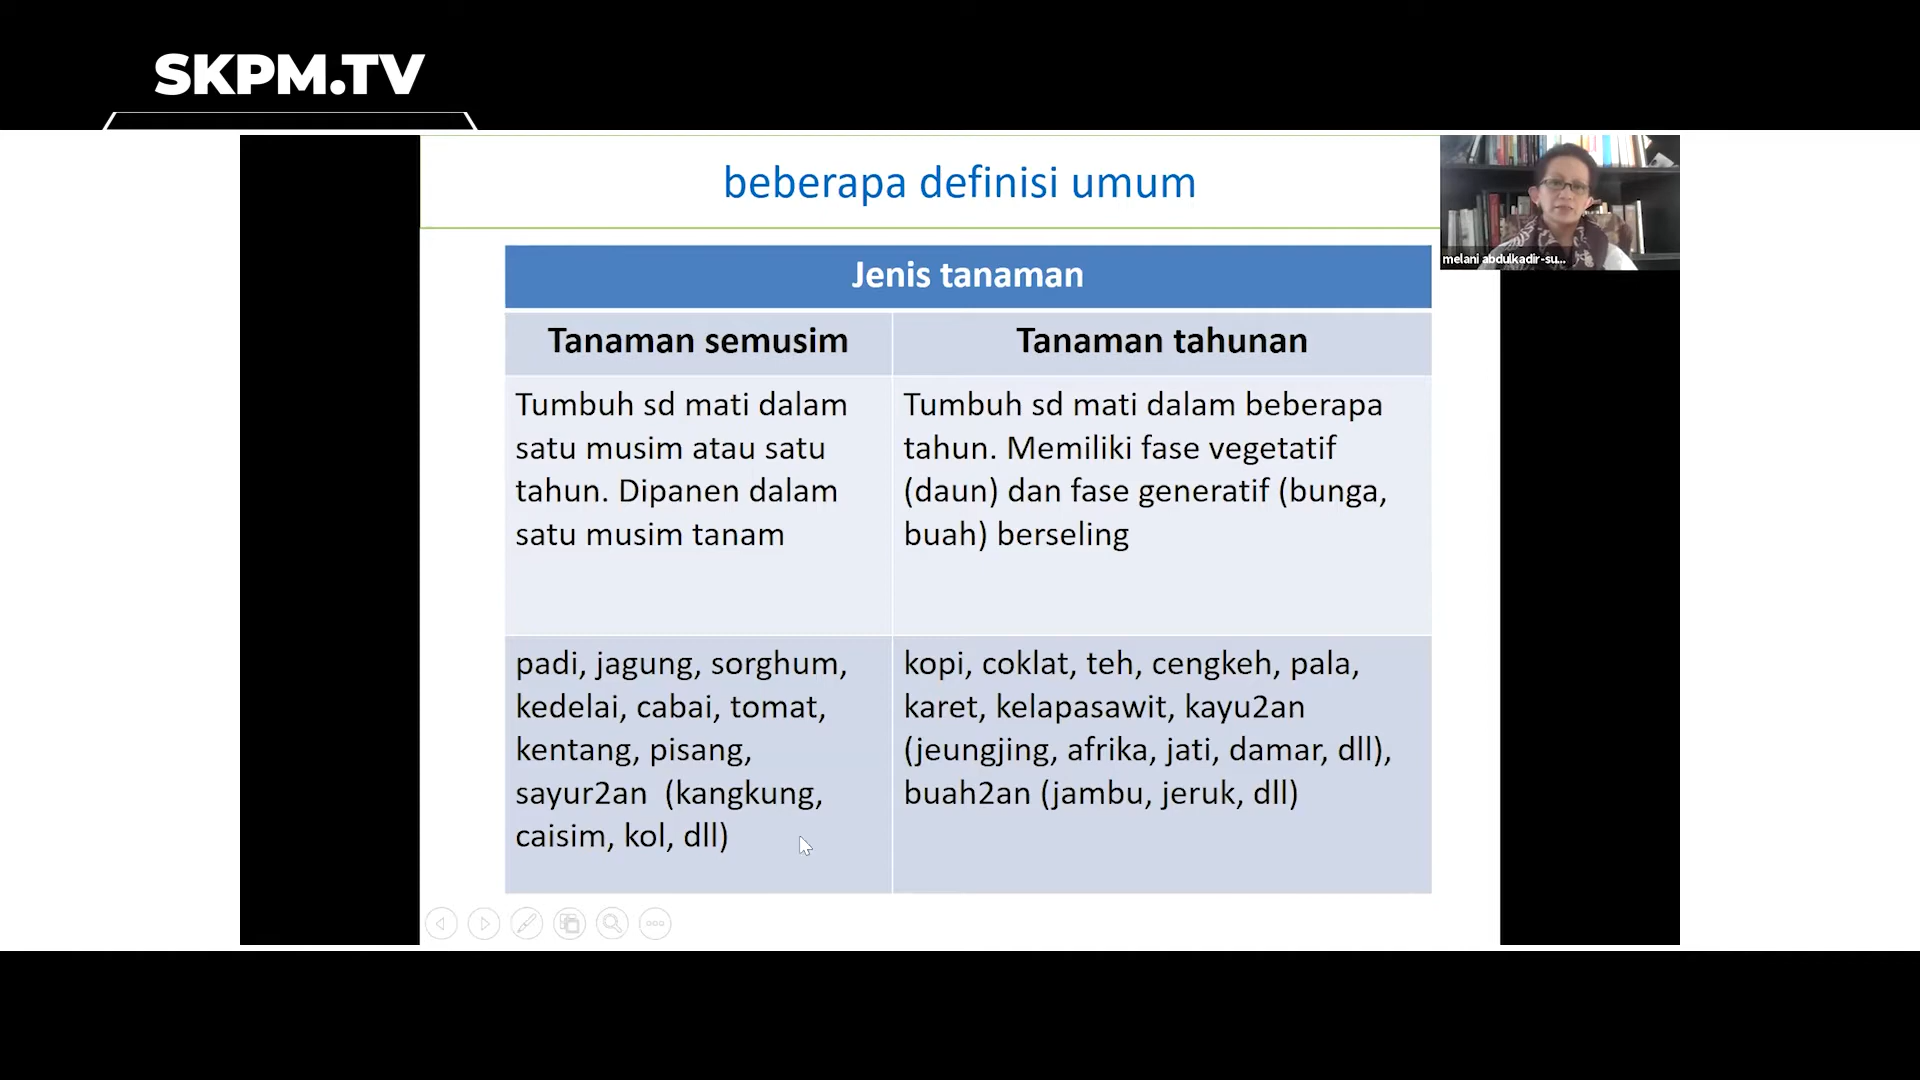 SKPM.TV
beberapa definisi umum
melani abdulkadir-su...
Jenis tanaman
Tanaman semusim
Tanaman tahunan
Tumbuh sd mati dalam
satu musim atau satu
tahun. Dipanen dalam
satu musim tanam
Tumbuh sd mati dalam beberapa
tahun. Memiliki fase vegetatif
(daun) dan fase generatif (bunga,
buah) berseling
padi, jagung, sorghum,
kedelai, cabai, tomat,
kentang, pisang,
sayur2an (kangkung,
caisim, kol, dll)
kopi, coklat, teh, cengkeh, pala,
karet, kelapasawit, kayu2an
(jeungjing, afrika, jati, damar, dll),
buah2an (jambu, jeruk, dll)